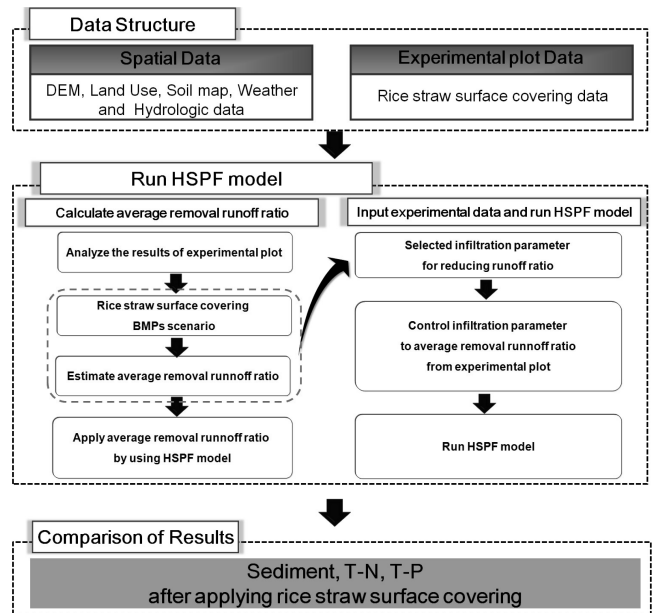 Data Structure
Spatial Data
DEM, Land Use, Soil map, Weather
and Hydrologic data
Experimental plot Data
Rice straw surface covering data
Run HSPF model
Calculate average removal runoff ratio
Analyze the results of experimental plot
Rice straw surface covering
BMPs scenario
Estimate average removal runnoff ratio
Apply average removal runnoff ratio
by using HSPF model
Input experimental data and run HSPF model
Selected infiltration parameter
for reducing runoff ratio
Control infiltration parameter
to average removal runnoff ratio
from experimental plot
Run HSPF model
Comparison of Results
Sediment, T-N, T-P
after applying rice straw surface covering